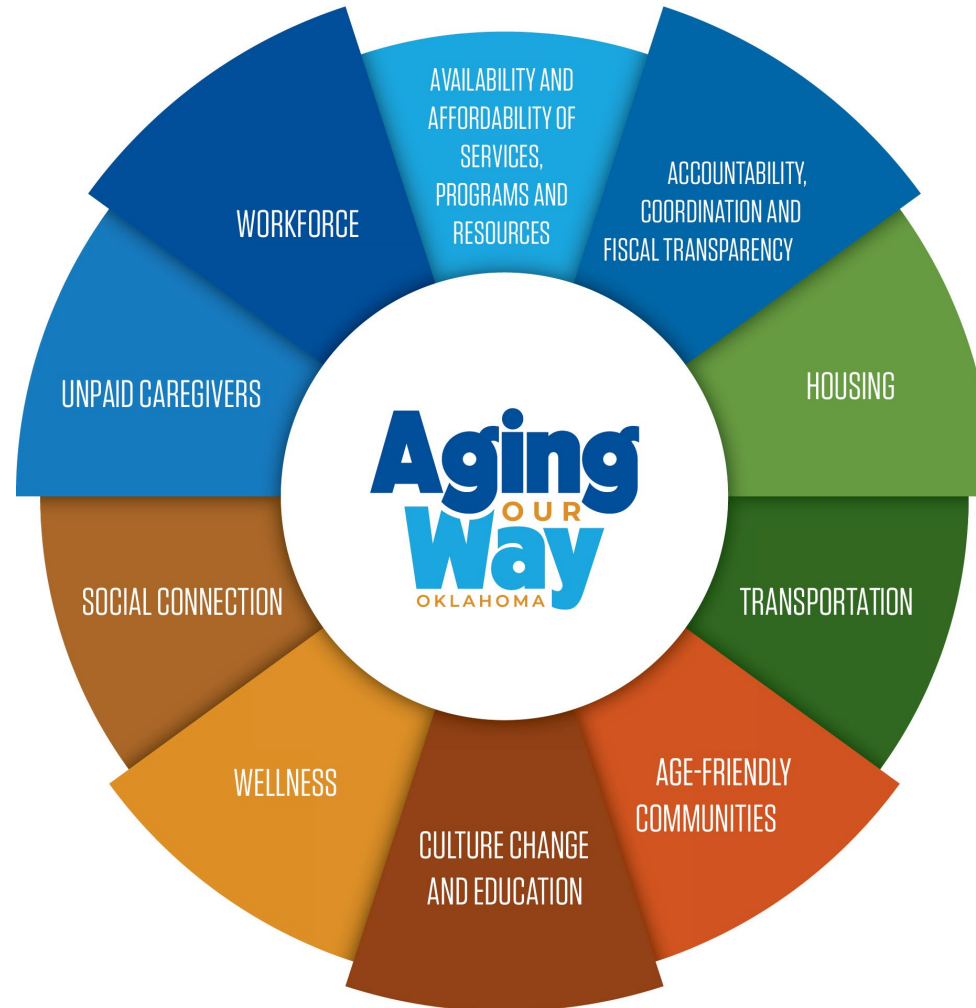 AVAILABILITY AND
AFFORDABILITY OF
SERVICES,
PROGRAMS AND
RESOURCES
ACCOUNTABILITY,
COORDINATION AND
FISCAL TRANSPARENCY
HOUSING
TRANSPORTATION
AGE-FRIENDLY
COMMUNITIES
CULTURE CHANGE
AND EDUCATION
WELLNESS
SOCIAL CONNECTION
UNPAID CAREGIVERS
WORKFORCE
Aging
OUR
Way
OKLAHOMA